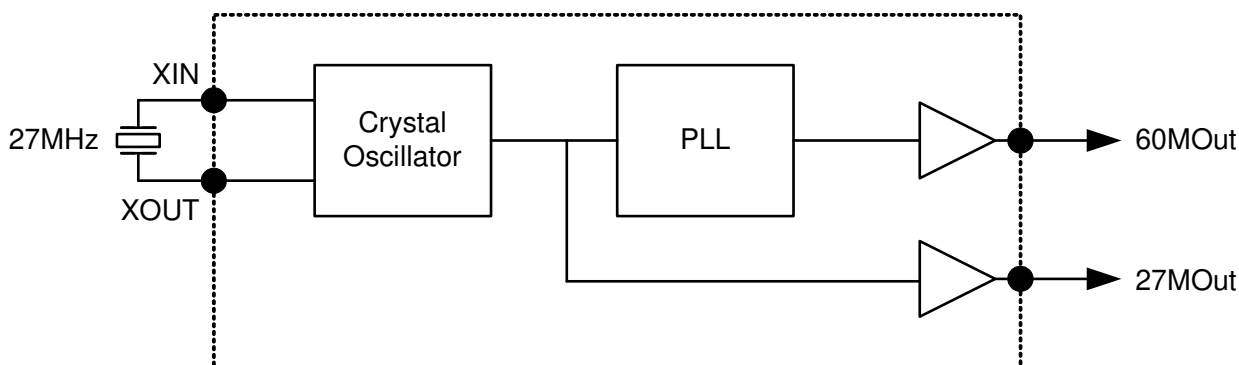 XIN
27MHz
XOUT
Crystal
Oscillator
PLL
60MOut
27MOut